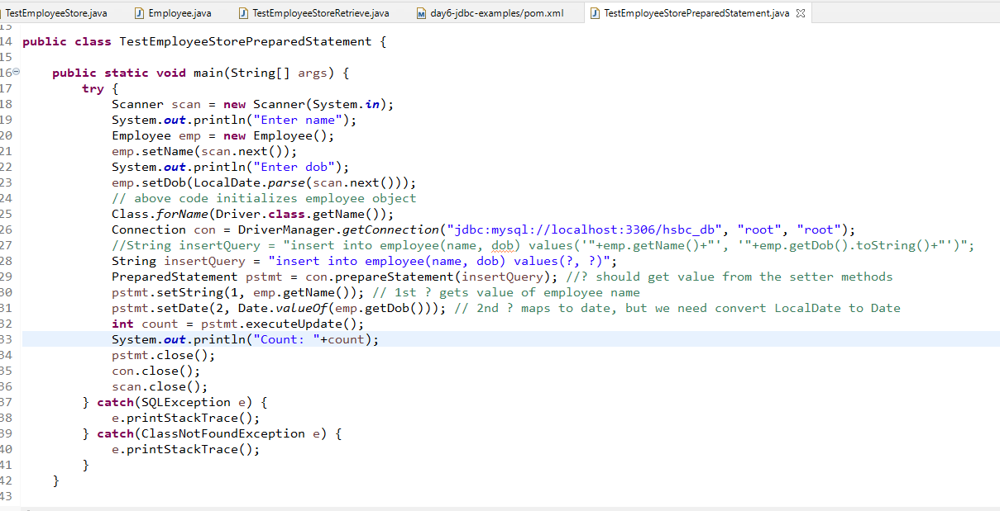 TestEmployeeStore.java Employee.java TestEmployeeStoreRetrieve.java day6-jdbc-examples/pom.xml TestEmployeeStorePreparedStatement.java
14 public class TestEmployeeStorePreparedStatement {
15
16 public static void main(String[] args) {
17 try {
18 Scanner scan = new Scanner(System.in);
19 System.out.println("Enter name");
20 Employee emp = new Employee();
21 emp.setName(scan.next());
22 System.out.println("Enter dob");
23 emp.setDob(LocalDate.parse(scan.next()));
24 // above code initializes employee object
25 Class.forName(Driver.class.getName());
26 Connection con = DriverManager.getConnection("jdbc:mysql://localhost:3306/hsbc_db", "root", "root");
27 //String insertQuery = "insert into employee(name, dob) values('"+emp.getName()+"', '"+emp.getDob().toString()+"')";
28 String insertQuery = "insert into employee(name, dob) values(?, ?)";
29 PreparedStatement pstmt = con.prepareStatement(insertQuery); //? should get value from the setter methods
30 pstmt.setString(1, emp.getName()); // 1st ? gets value of employee name
31 pstmt.setDate(2, Date.valueOf(emp.getDob())); // 2nd ? maps to date, but we need convert LocalDate to Date
32 int count = pstmt.executeUpdate();
33 System.out.println("Count: "+count);
34 pstmt.close();
35 con.close();
36 scan.close();
37 } catch(SQLException e) {
38 e.printStackTrace();
39 } catch(ClassNotFoundException e) {
40 e.printStackTrace();
41 }
42 }
43